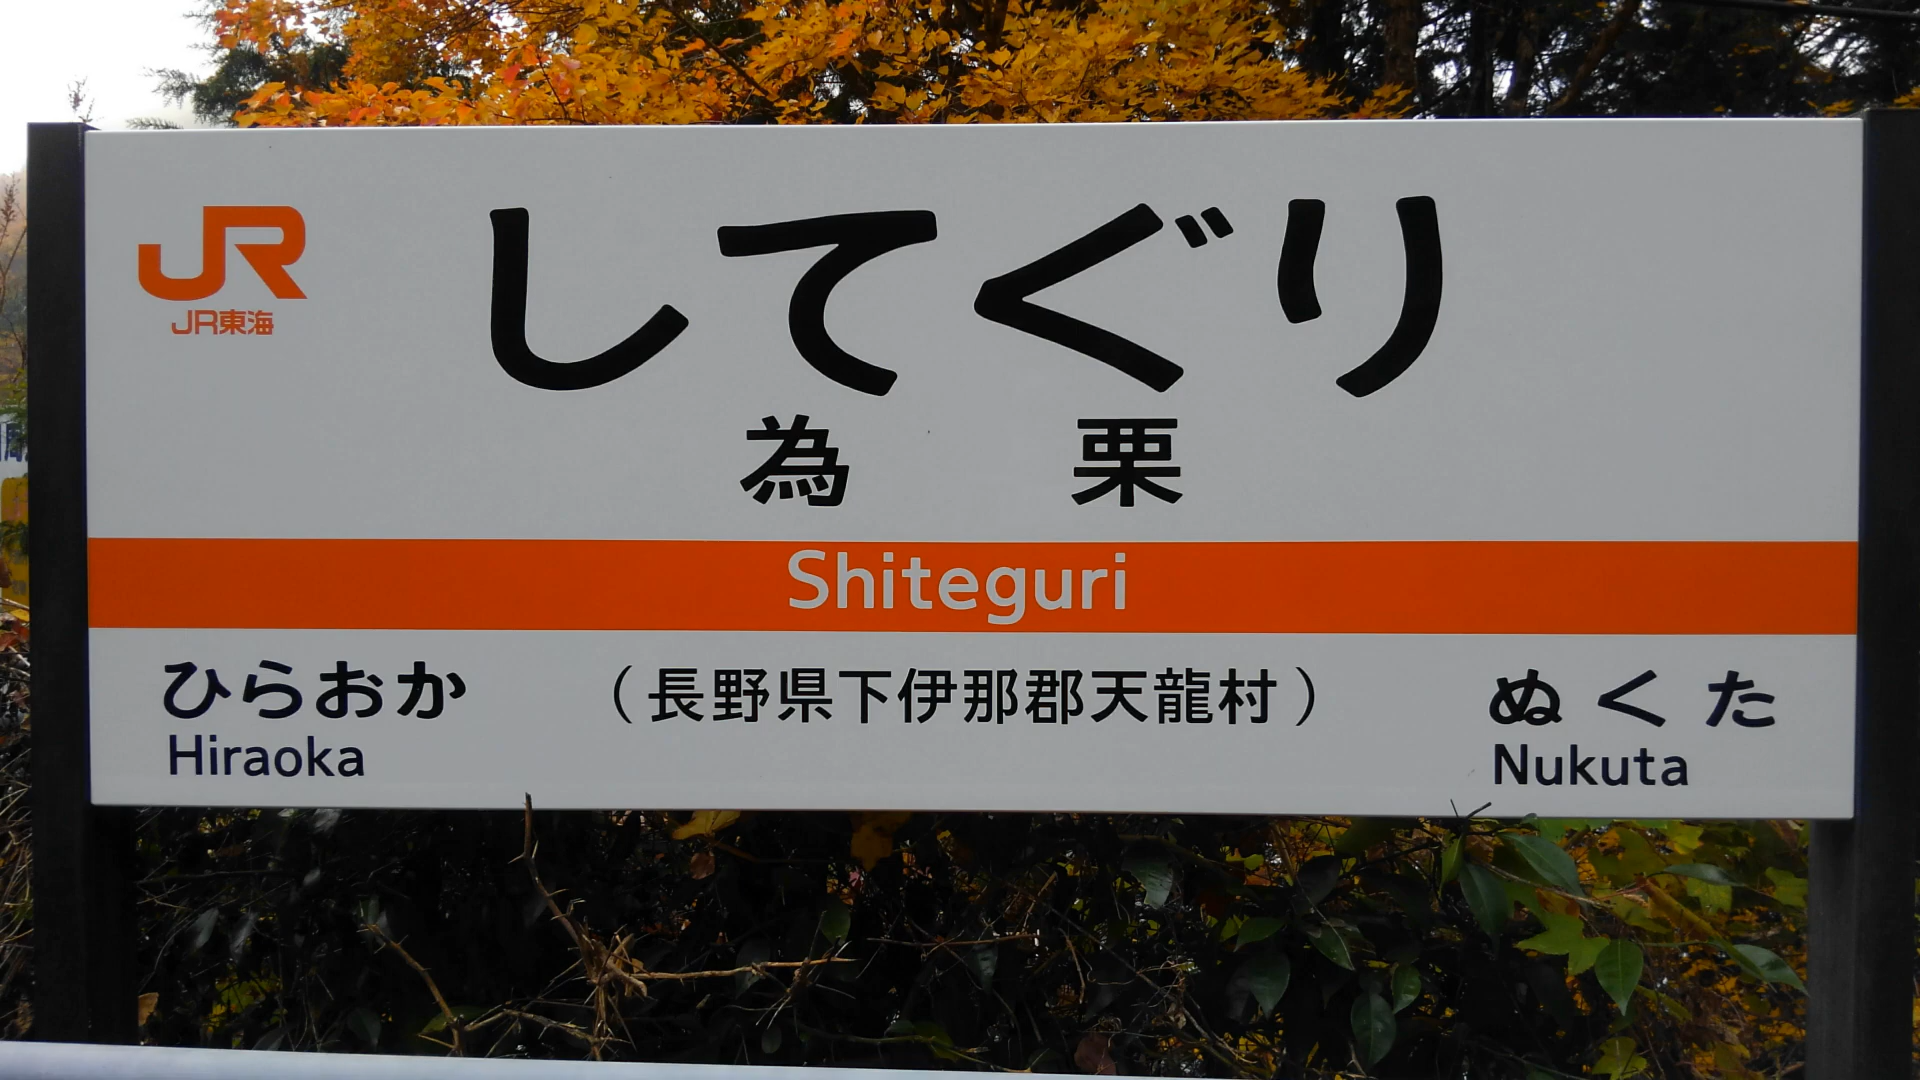 JR
JR東海
してぐり
為栗
Shiteguri
ひらおか
Hiraoka
（長野県下伊那郡天龍村）
ぬくた
Nukuta